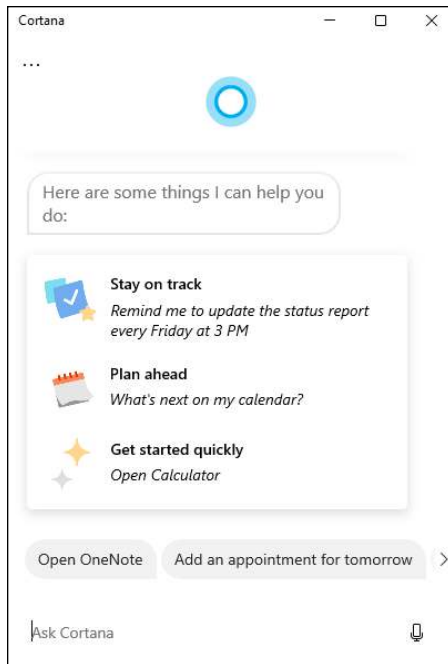 Cortana
...
Here are some things I can help you
do:
Stay on track
Remind me to update the status report
every Friday at 3 PM
Plan ahead
What's next on my calendar?
Get started quickly
Open Calculator
Open OneNote
Add an appointment for tomorrow
Ask Cortana